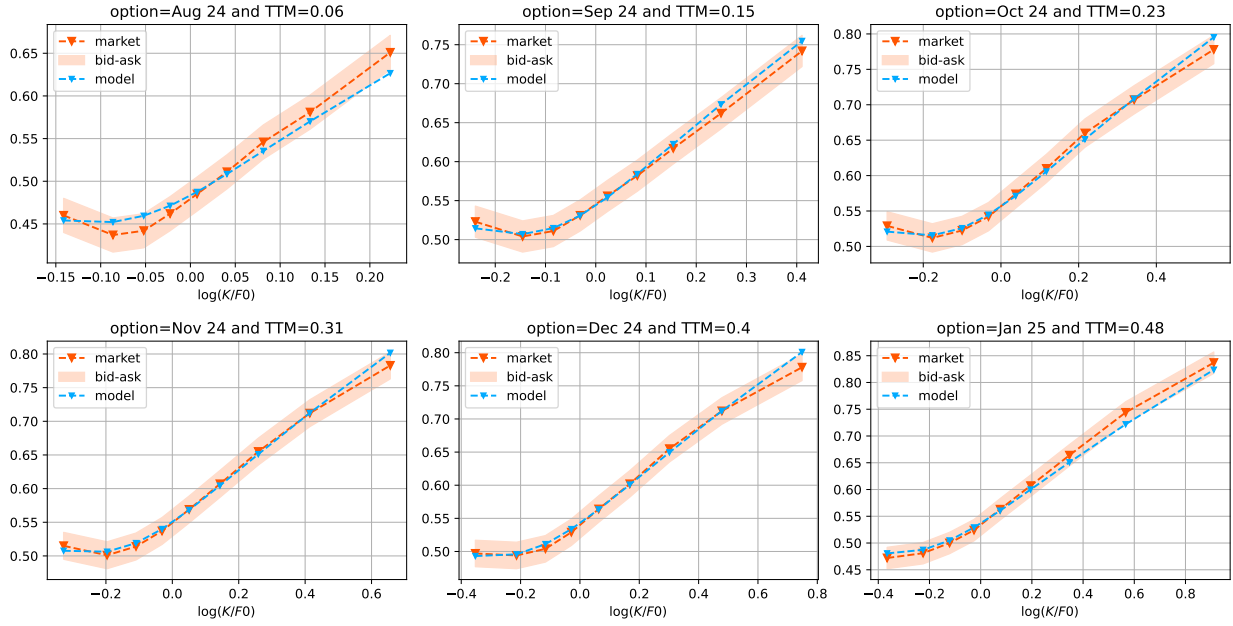 option=Aug 24 and TTM=0.06
market
bid-ask
model
0.65
0.60
0.55
0.50
0.45
−0.15 −0.10 −0.05 0.00 0.05 0.10 0.15 0.20
log(K/F0)
option=Sep 24 and TTM=0.15
market
bid-ask
model
0.75
0.70
0.65
0.60
0.55
0.50
−0.2 −0.1 0.0 0.1 0.2 0.3 0.4
log(K/F0)
option=Oct 24 and TTM=0.23
market
bid-ask
model
0.80
0.75
0.70
0.65
0.60
0.55
0.50
−0.2 0.0 0.2 0.4
log(K/F0)
option=Nov 24 and TTM=0.31
market
bid-ask
model
0.80
0.75
0.70
0.65
0.60
0.55
0.50
−0.2 0.0 0.2 0.4 0.6
log(K/F0)
option=Dec 24 and TTM=0.4
market
bid-ask
model
0.80
0.75
0.70
0.65
0.60
0.55
0.50
−0.4 −0.2 0.0 0.2 0.4 0.6 0.8
log(K/F0)
option=Jan 25 and TTM=0.48
market
bid-ask
model
0.85
0.80
0.75
0.70
0.65
0.60
0.55
0.50
0.45
−0.4 −0.2 0.0 0.2 0.4 0.6 0.8
log(K/F0)